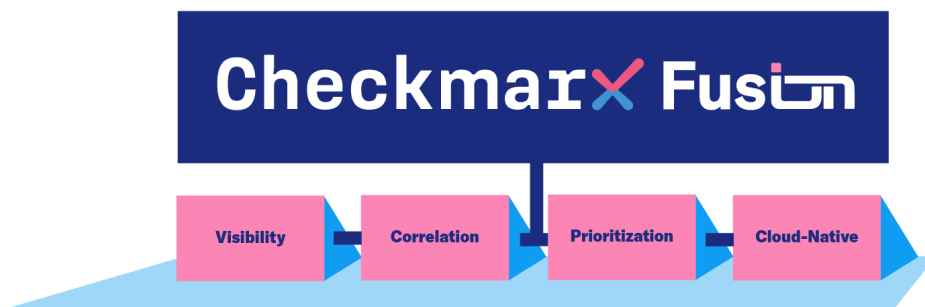 Checkmarx Fusion
Visibility
Correlation
Prioritization
Cloud-Native